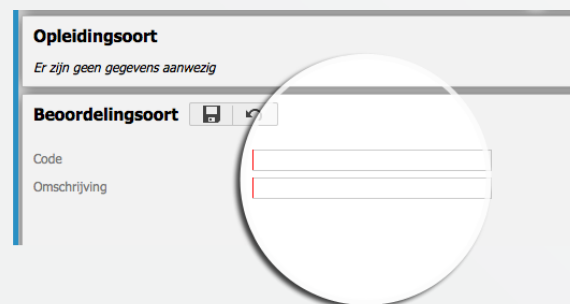 Opleidingsoort
Er zijn geen gegevens aanwezig
Beoordelingsoort
Code
Omschrijving